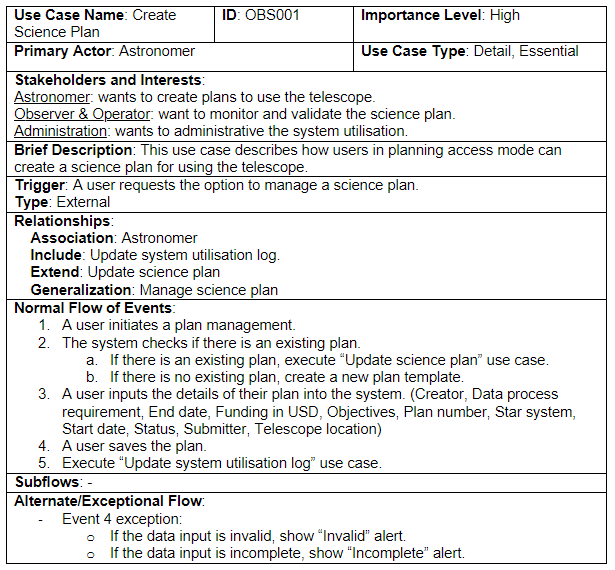 Use Case Name: Create Science Plan
ID: OBS001
Importance Level: High
Primary Actor: Astronomer
Use Case Type: Detail, Essential
Stakeholders and Interests:
Astronomer: wants to create plans to use the telescope.
Observer & Operator: want to monitor and validate the science plan.
Administration: wants to administrative the system utilisation.
Brief Description: This use case describes how users in planning access mode can
create a science plan for using the telescope.
Trigger: A user requests the option to manage a science plan.
Type: External
Relationships:
Association: Astronomer
Include: Update system utilisation log.
Extend: Update science plan
Generalization: Manage science plan
Normal Flow of Events:
1. A user initiates a plan management.
2. The system checks if there is an existing plan.
a. If there is an existing plan, execute “Update science plan” use case.
b. If there is no existing plan, create a new plan template.
3. A user inputs the details of their plan into the system. (Creator, Data process
requirement, End date, Funding in USD, Objectives, Plan number, Star system,
Start date, Status, Submitter, Telescope location)
4. A user saves the plan.
5. Execute “Update system utilisation log” use case.
Subflows: -
Alternate/Exceptional Flow:
- Event 4 exception:
o If the data input is invalid, show “Invalid” alert.
o If the data input is incomplete, show “Incomplete” alert.